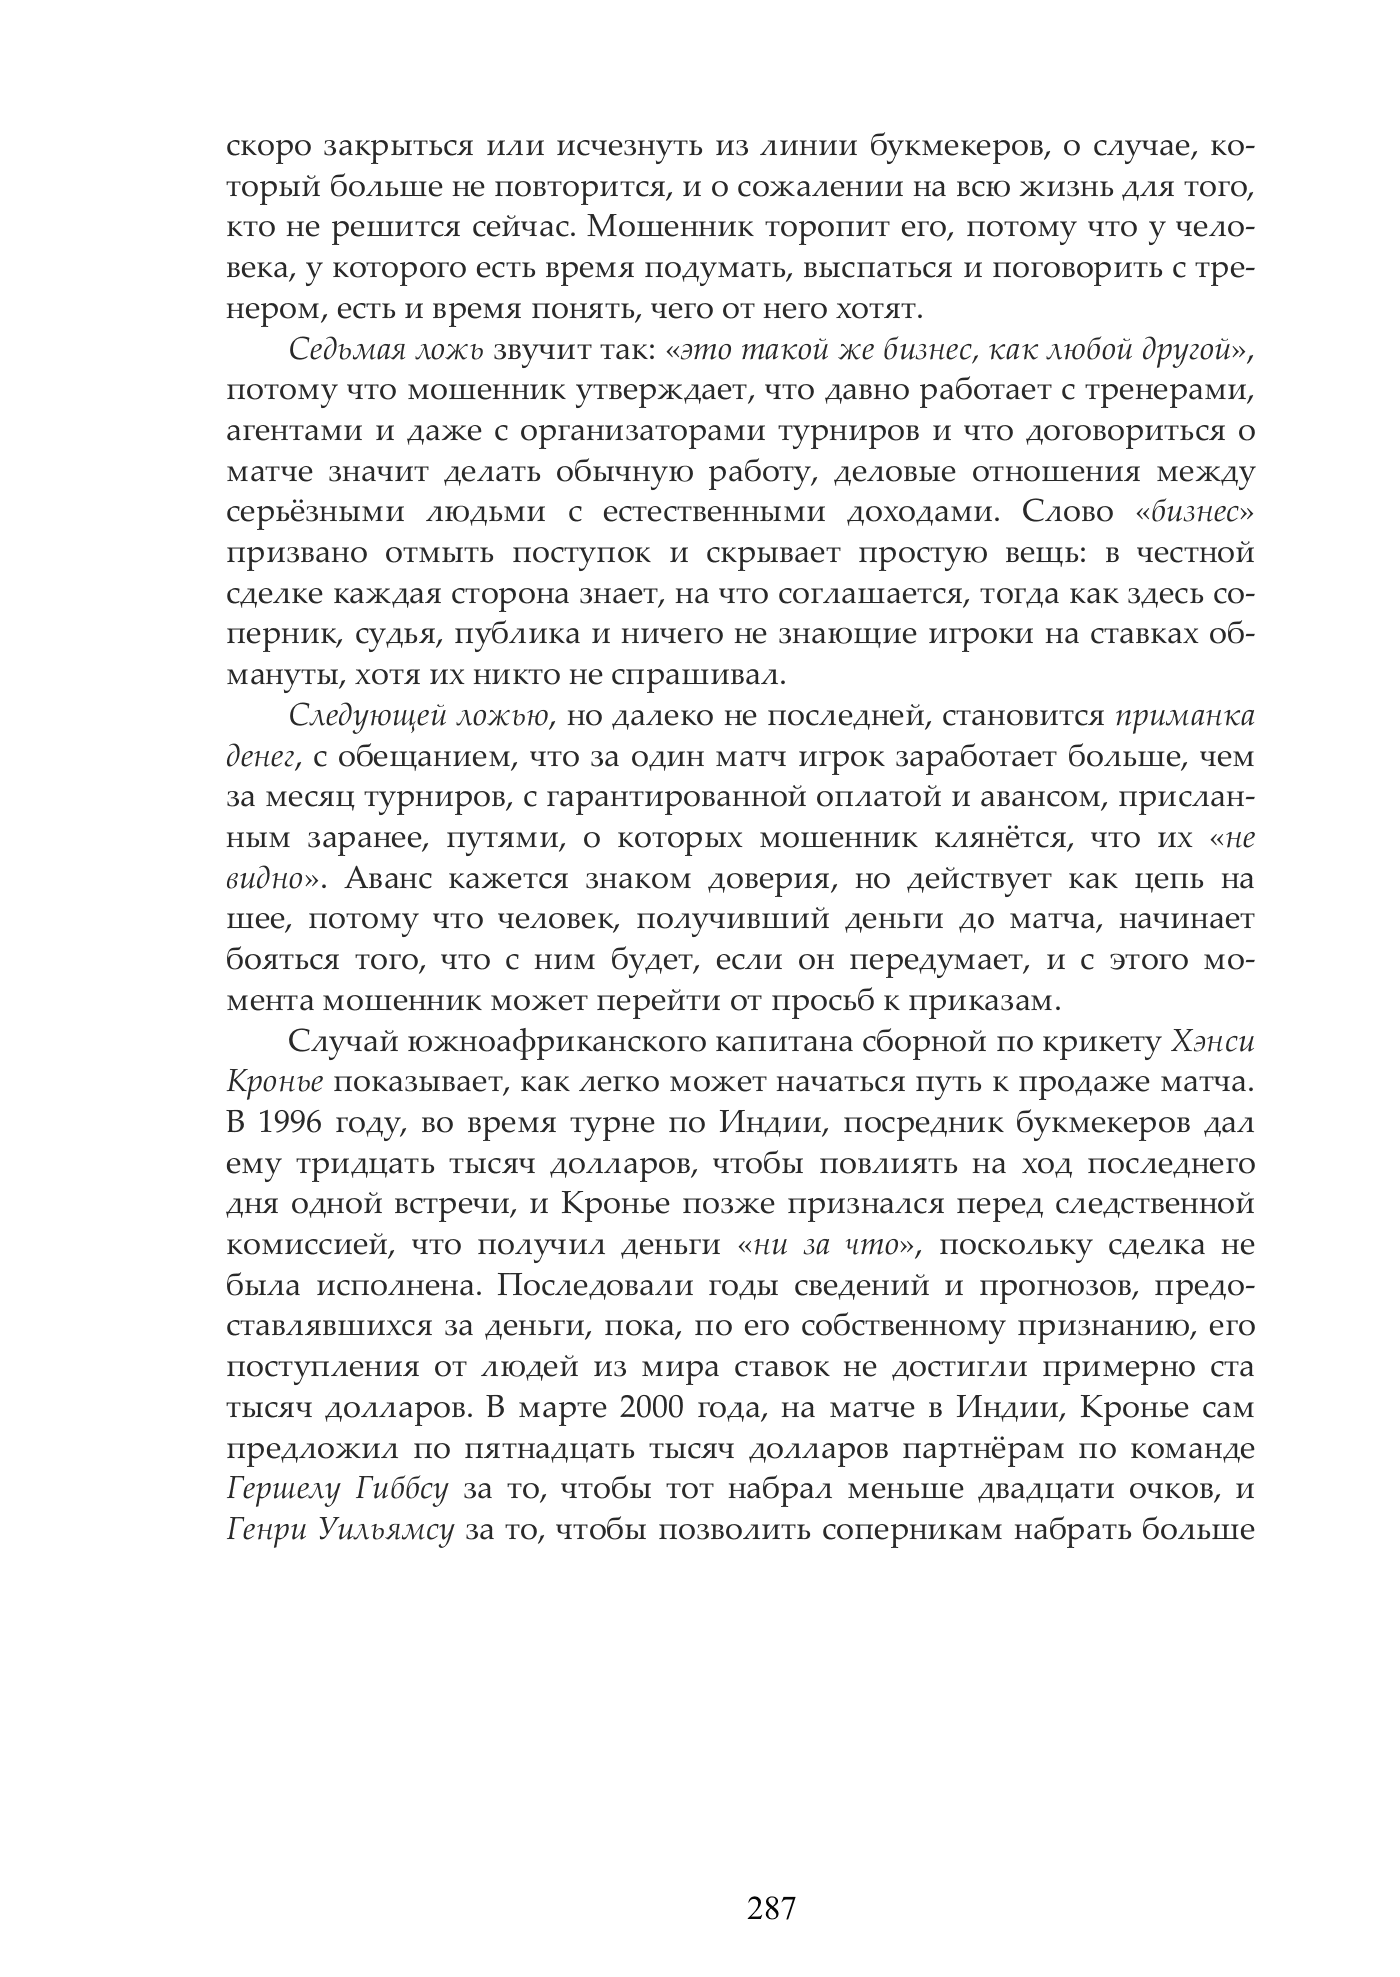 скоро закрыться или исчезнуть из линии букмекеров, о случае, ко-
торый больше не повторится, и о сожалении на всю жизнь для того,
кто не решится сейчас. Мошенник торопит его, потому что у чело-
века, у которого есть время подумать, выспаться и поговорить с тре-
нером, есть и время понять, чего от него хотят.
Седьмая ложь звучит так: «это такой же бизнес, как любой другой»,
потому что мошенник утверждает, что давно работает с тренерами,
агентами и даже с организаторами турниров и что договориться о
матче значит делать обычную работу, деловые отношения между
серьёзными людьми с естественными доходами. Слово «бизнес»
призвано отмыть поступок и скрывает простую вещь: в честной
сделке каждая сторона знает, на что соглашается, тогда как здесь со-
перник, судья, публика и ничего не знающие игроки на ставках об-
мануты, хотя их никто не спрашивал.
Следующей ложью, но далеко не последней, становится приманка
денег, с обещанием, что за один матч игрок заработает больше, чем
за месяц турниров, с гарантированной оплатой и авансом, прислан-
ным заранее, путями, о которых мошенник клянётся, что их «не
видно». Аванс кажется знаком доверия, но действует как цепь на
шее, потому что человек, получивший деньги до матча, начинает
бояться того, что с ним будет, если он передумает, и с этого мо-
мента мошенник может перейти от просьб к приказам.
Случай южноафриканского капитана сборной по крикету Хэнси
Кронье показывает, как легко может начаться путь к продаже матча.
В 1996 году, во время турне по Индии, посредник букмекеров дал
ему тридцать тысяч долларов, чтобы повлиять на ход последнего
дня одной встречи, и Кронье позже признался перед следственной
комиссией, что получил деньги «ни за что», поскольку сделка не
была исполнена. Последовали годы сведений и прогнозов, предо-
ставлявшихся за деньги, пока, по его собственному признанию, его
поступления от людей из мира ставок не достигли примерно ста
тысяч долларов. В марте 2000 года, на матче в Индии, Кронье сам
предложил по пятнадцать тысяч долларов партнёрам по команде
Гершелу Гиббсу за то, чтобы тот набрал меньше двадцати очков, и
Генри Уильямсу за то, чтобы позволить соперникам набрать больше
287